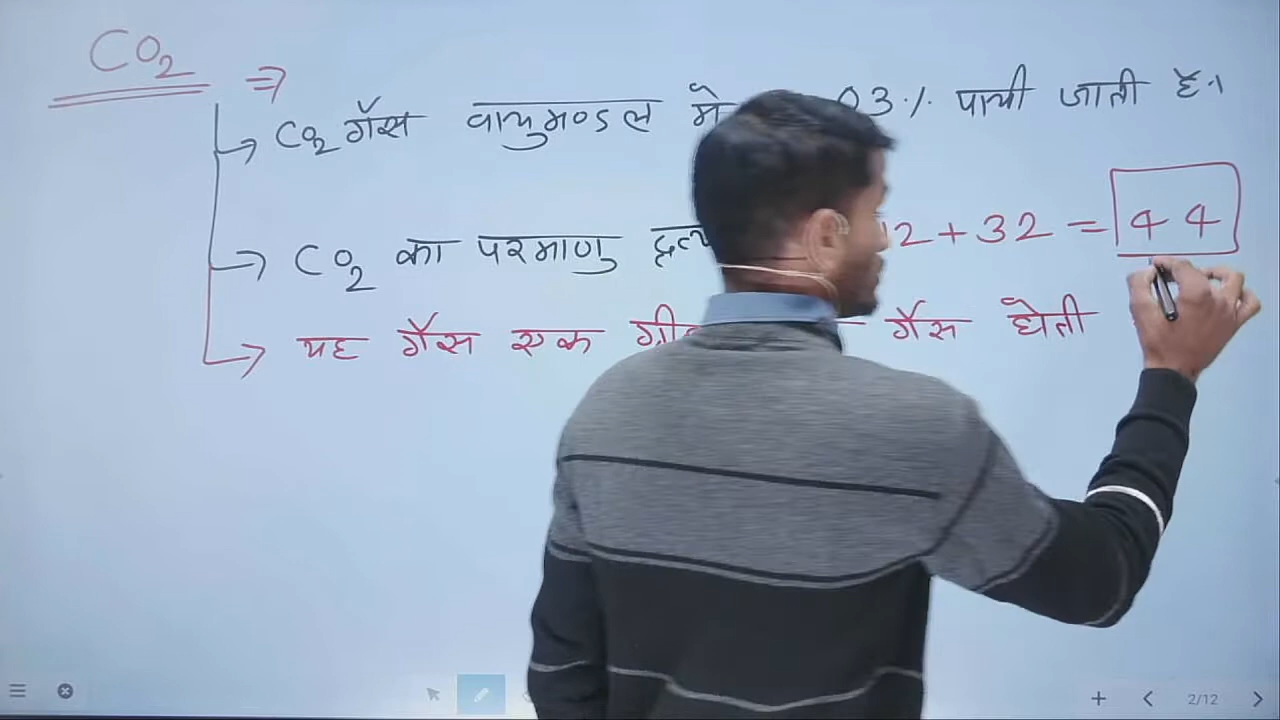 CO₂ ⇒
CO₂ गैस वायुमण्डल मे 03% पायी जाती है।
CO₂ का परमाणु 2 + 32 = 44
यह गैस एक गैस होती
2/12